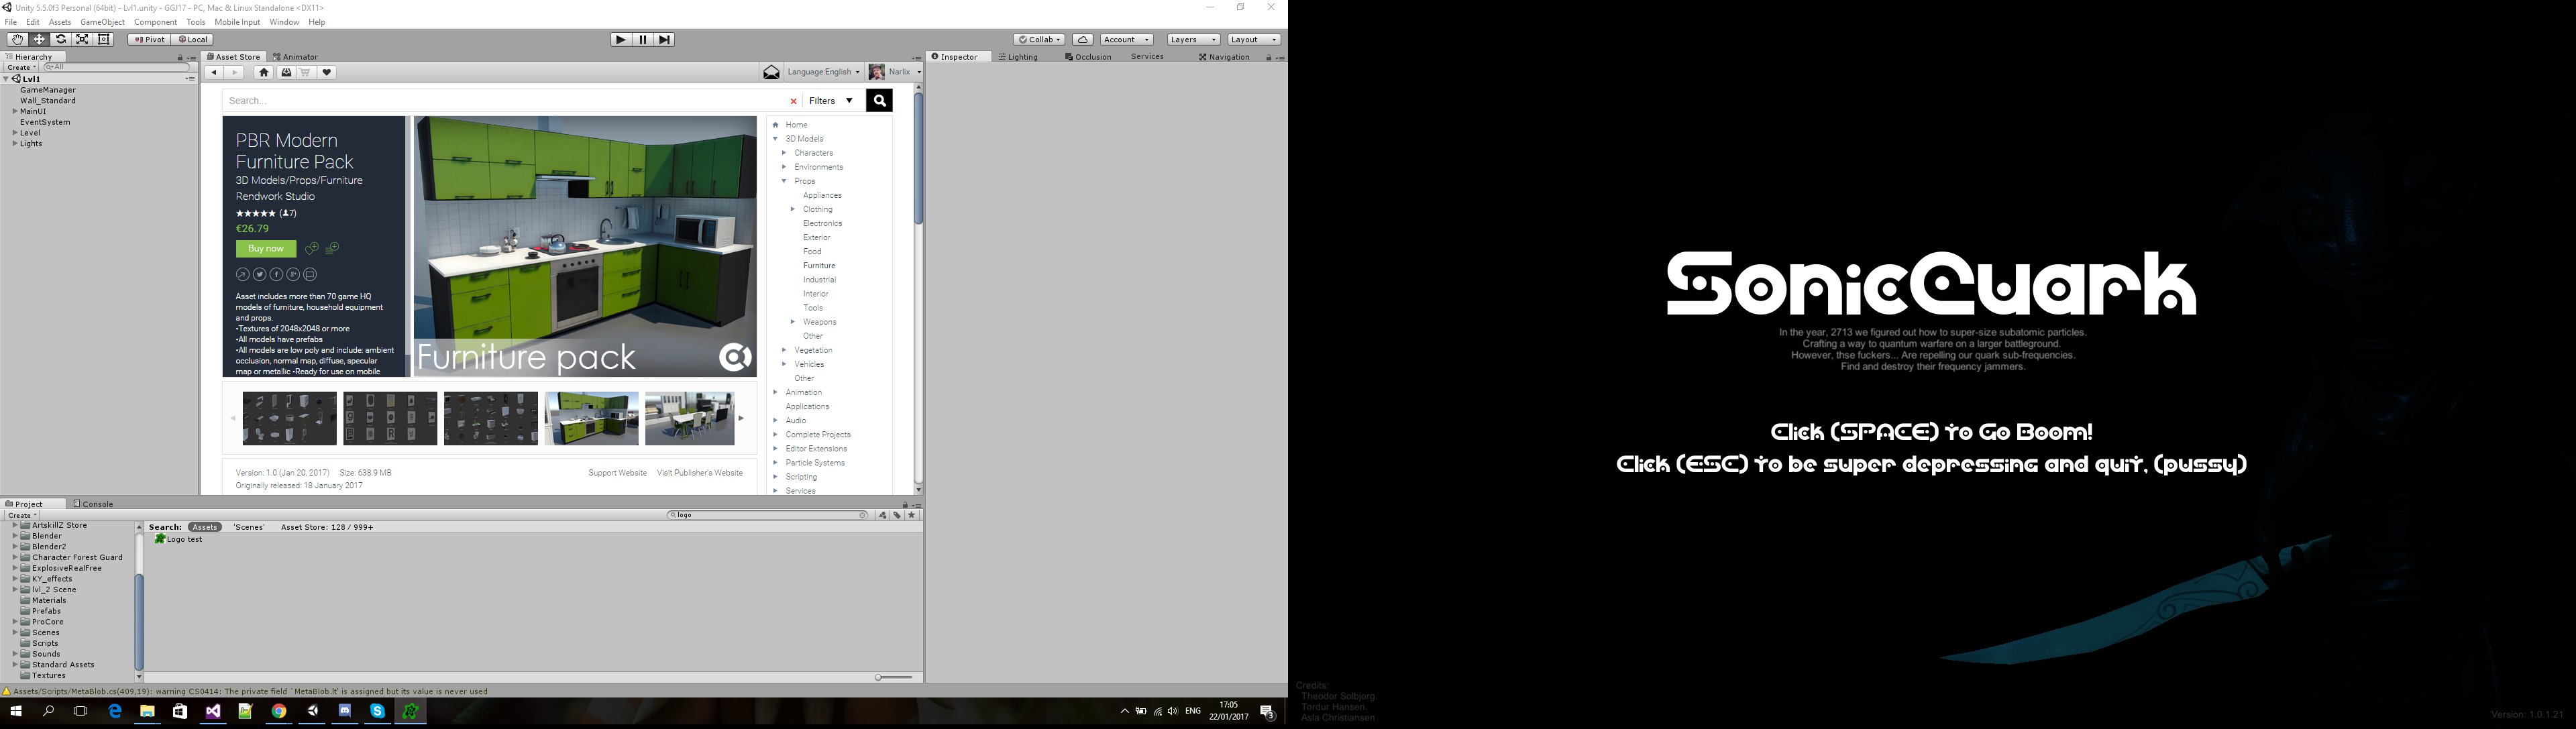 Unity 5.5.0f3 Personal (64bit) - Lvl1.unity - GGJ17 - PC, Mac & Linux Standalone <DX11>
File Edit Assets GameObject Component Tools Mobile Input Window Help
Pivot Local
Collab Account Layers Layout
Hierarchy
Create All
Lvl1
GameManager
Wall_Standard
MainUI
EventSystem
Level
Lights
Asset Store Animator
Language:English Narlix
Search... × Filters
PBR Modern
Furniture Pack
3D Models/Props/Furniture
Rendwork Studio
★★★★★ (7)
€26.79
Buy now
Asset includes more than 70 game HQ
models of furniture, household equipment
and props.
•Textures of 2048x2048 or more
•All models have prefabs
•All models are low poly and include: ambient
occlusion, normal map, diffuse, specular
map or metallic •Ready for use on mobile
Furniture pack
Version: 1.0 (Jan 20, 2017) Size: 638.9 MB
Originally released: 18 January 2017
Support Website Visit Publisher's Website
Home
3D Models
Characters
Environments
Props
Appliances
Clothing
Electronics
Exterior
Food
Furniture
Industrial
Interior
Tools
Weapons
Other
Vegetation
Vehicles
Other
Animation
Applications
Audio
Complete Projects
Editor Extensions
Particle Systems
Scripting
Services
Inspector Lighting Occlusion Services Navigation
Project Console
Create logo
ArtskillZ Store
Blender
Blender2
Character Forest Guard
ExplosiveRealFree
KY_effects
lvl_2 Scene
Materials
Prefabs
ProCore
Scenes
Scripts
Sounds
Standard Assets
Textures
Search: Assets 'Scenes' Asset Store: 128 / 999+
Logo test
Assets/Scripts/MetaBlob.cs(409,19): warning CS0414: The private field `MetaBlob.lt' is assigned but its value is never used
ENG
17:05
22/01/2017
3
SonicQuark
In the year, 2713 we figured out how to super-size subatomic particles.
Crafting a way to quantum warfare on a larger battleground.
However, thse fuckers... Are repelling our quark sub-frequencies.
Find and destroy their frequency jammers.
Click (SPACE) To Go Boom!
Click (ESC) To be super depressing and quit, (pussy)
Credits:
Theodor Solbjorg.
Tordur Hansen.
Asla Christiansen
Version: 1.0.1.21